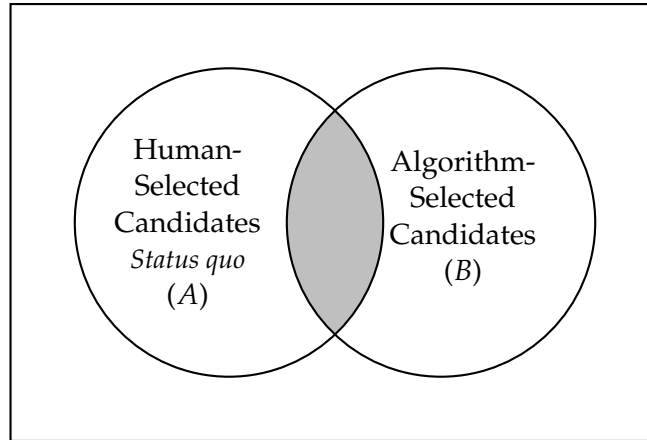 Human-
Selected
Candidates
Status quo
(A)
Algorithm-
Selected
Candidates
(B)